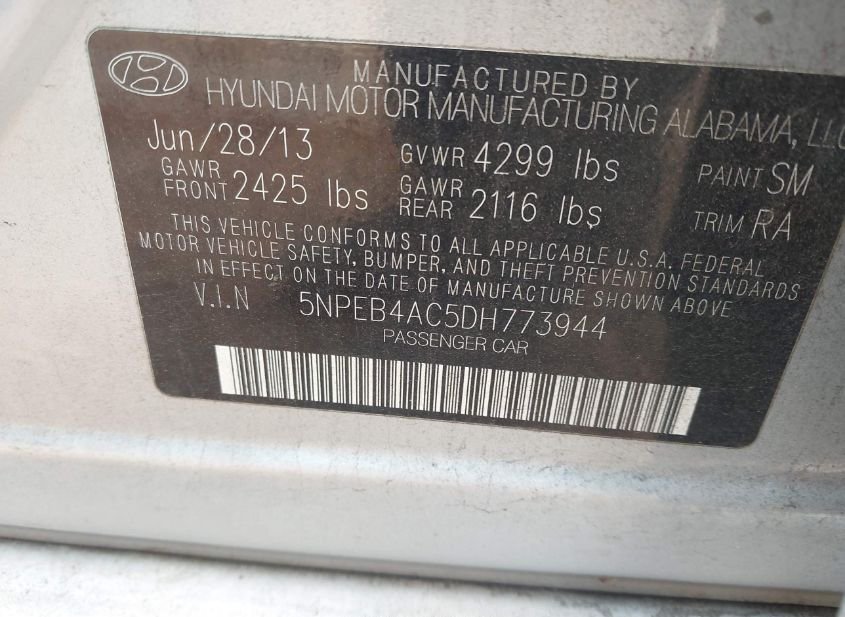 MANUFACTURED BY
HYUNDAI MOTOR MANUFACTURING ALABAMA, LLC
Jun/28/13 GVWR 4299 lbs PAINT SM
GAWR FRONT 2425 lbs GAWR REAR 2116 lbs TRIM RA
THIS VEHICLE CONFORMS TO ALL APPLICABLE U.S.A. FEDERAL
MOTOR VEHICLE SAFETY, BUMPER, AND THEFT PREVENTION STANDARDS
IN EFFECT ON THE DATE OF MANUFACTURE SHOWN ABOVE
V.I.N 5NPEB4AC5DH773944
PASSENGER CAR